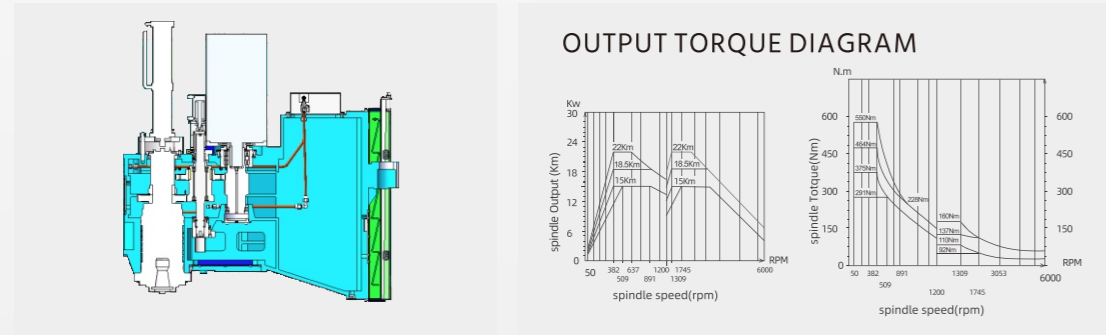 OUTPUT TORQUE DIAGRAM
Kw
30
24
18
12
6
0
spindle Output (Km)
22Km
18.5Km
15Km
22Km
18.5Km
15Km
50
382
637
1200
1745
6000
RPM
509
891
1309
spindle speed(rpm)
N.m
600
450
300
150
0
spindle Totque(Nm)
550Nm
464Nm
375Nm
291Nm
228Nm
160Nm
137Nm
110Nm
92Nm
600
450
300
150
RPM
50
382
891
1309
3053
6000
509
1200
1745
spindle speed(rpm)